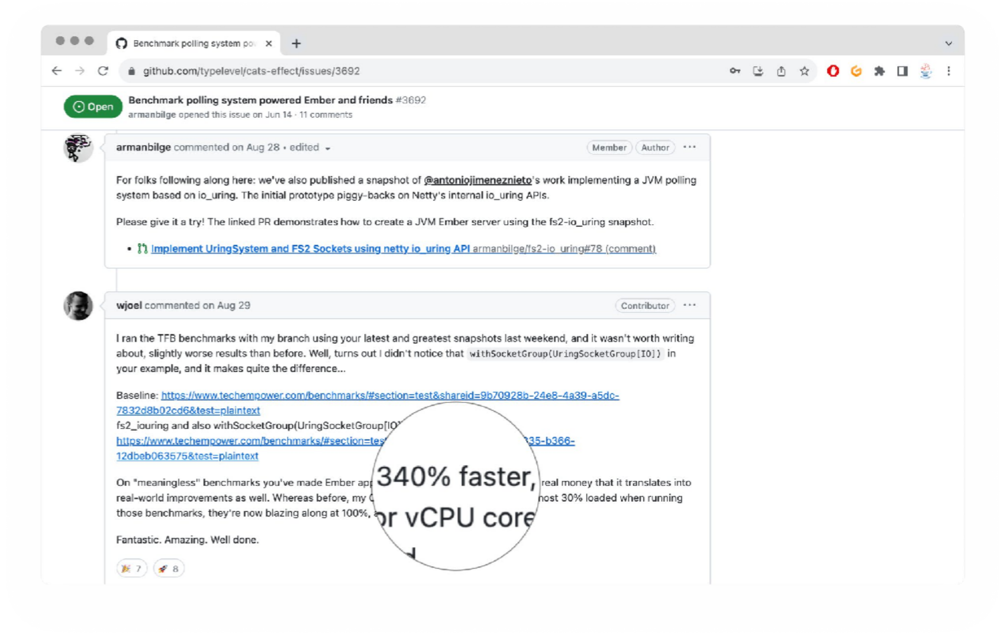 Benchmark polling system po
github.com/typelevel/cats-effect/issues/3692
Open
Benchmark polling system powered Ember and friends #3692
armanbilge opened this issue on Jun 14 · 11 comments
armanbilge commented on Aug 28 • edited
Member Author
For folks following along here: we've also published a snapshot of @antoniojimeneznieto's work implementing a JVM polling
system based on io_uring. The initial prototype piggy-backs on Netty's internal io_uring APIs.
Please give it a try! The linked PR demonstrates how to create a JVM Ember server using the fs2-io_uring snapshot.
• Implement UringSystem and FS2 Sockets using netty io_uring API armanbilge/fs2-io_uring#78 (comment)
wjoel commented on Aug 29
Contributor
I ran the TFB benchmarks with my branch using your latest and greatest snapshots last weekend, and it wasn't worth writing
about, slightly worse results than before. Well, turns out I didn't notice that withSocketGroup(UringSocketGroup[IO]) in
your example, and it makes quite the difference...
Baseline: https://www.techempower.com/benchmarks/#section=test&shareid=9b70928b-24e8-4a39-a5dc-
7832d8b02cd6&test=plaintext
fs2_iouring and also withSocketGroup(UringSocketGroup[IO
https://www.techempower.com/benchmarks/#section=tes 335-b366-
12dbeb063575&test=plaintext
On "meaningless" benchmarks you've made Ember app 340% faster, real money that it translates into
real-world improvements as well. Whereas before, my nost 30% loaded when running
those benchmarks, they're now blazing along at 100%, or vCPU core
Fantastic. Amazing. Well done.
7 8